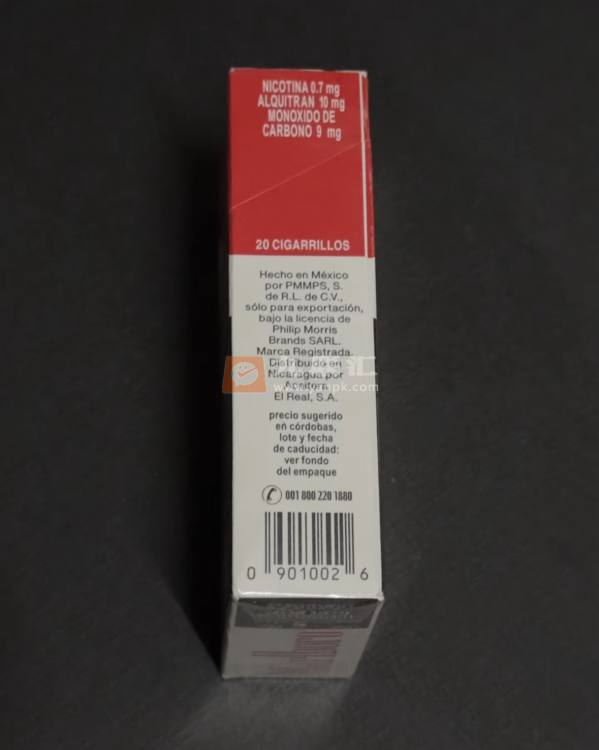 NICOTINA 0.7 mg
ALQUITRAN 10 mg
MONOXIDO DE
CARBONO 9 mg
20 CIGARRILLOS
Hecho en México
por PMMPS, S.
de R.L. de C.V.,
sólo para exportación,
bajo la licencia de
Philip Morris
Brands SARL.
Marca Registrada.
Distribuido en
Nicaragua por
El Real, S.A.
precio sugerido
en córdobas,
lote y fecha
de caducidad:
ver fondo
del empaque
001 800 220 1880
0 901002 6